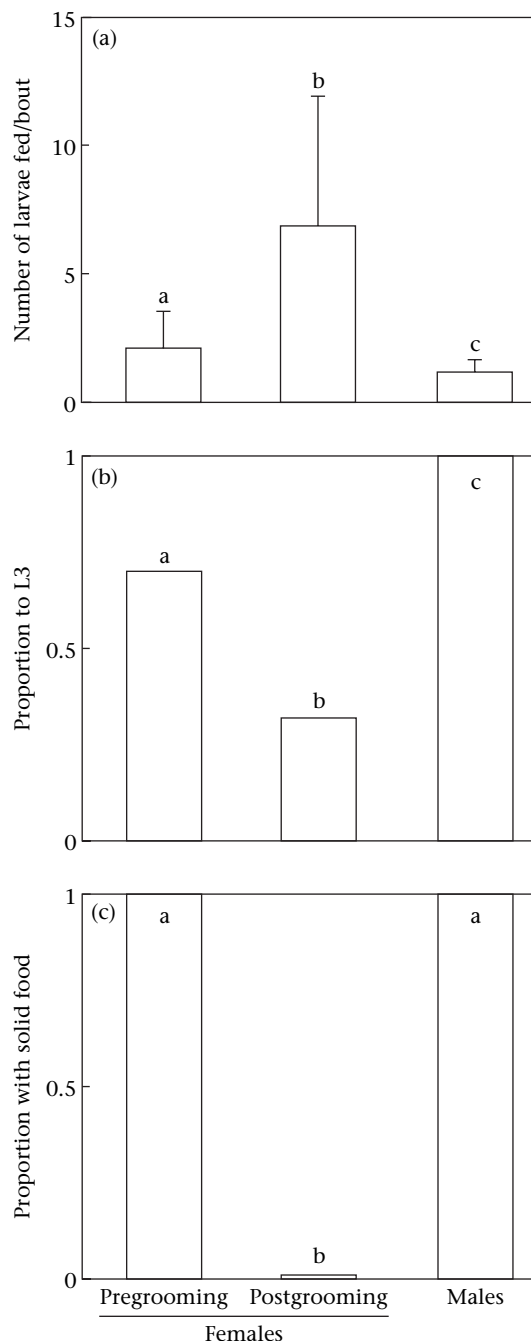 (a)
15
10
5
0
Number of larvae fed/bout
a
b
c
(b)
1
0.5
0
Proportion to L3
a
b
c
(c)
1
0.5
0
Proportion with solid food
a
b
a
Pregrooming Postgrooming Males
Females